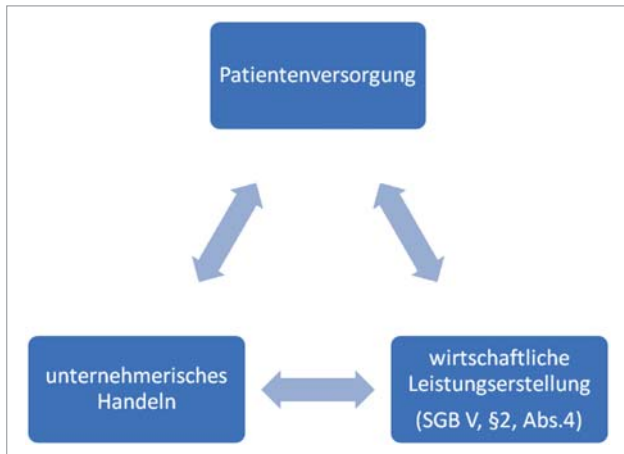 Patientenversorgung
unternehmerisches
Handeln
wirtschaftliche
Leistungserstellung
(SGB V, §2, Abs.4)